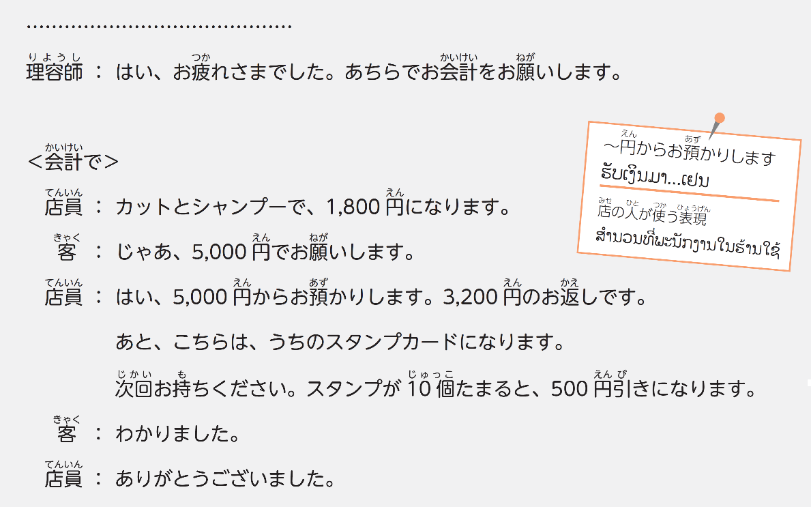 ……………………………………
理容師：はい、お疲れさまでした。あちらでお会計をお願いします。
＜会計で＞
店員：カットとシャンプーで、1,800円になります。
客：じゃあ、5,000円でお願いします。
店員：はい、5,000円からお預かりします。3,200円のお返しです。
あと、こちらは、うちのスタンプカードになります。
次回お持ちください。スタンプが10個たまると、500円引きになります。
客：わかりました。
店員：ありがとうございました。
～円からお預かりします
ຮັບເງິນມາ...ເຢນ
店の人が使う表現
ສຳນວນທີ່ພະນັກງານໃນຮ້ານໃຊ້